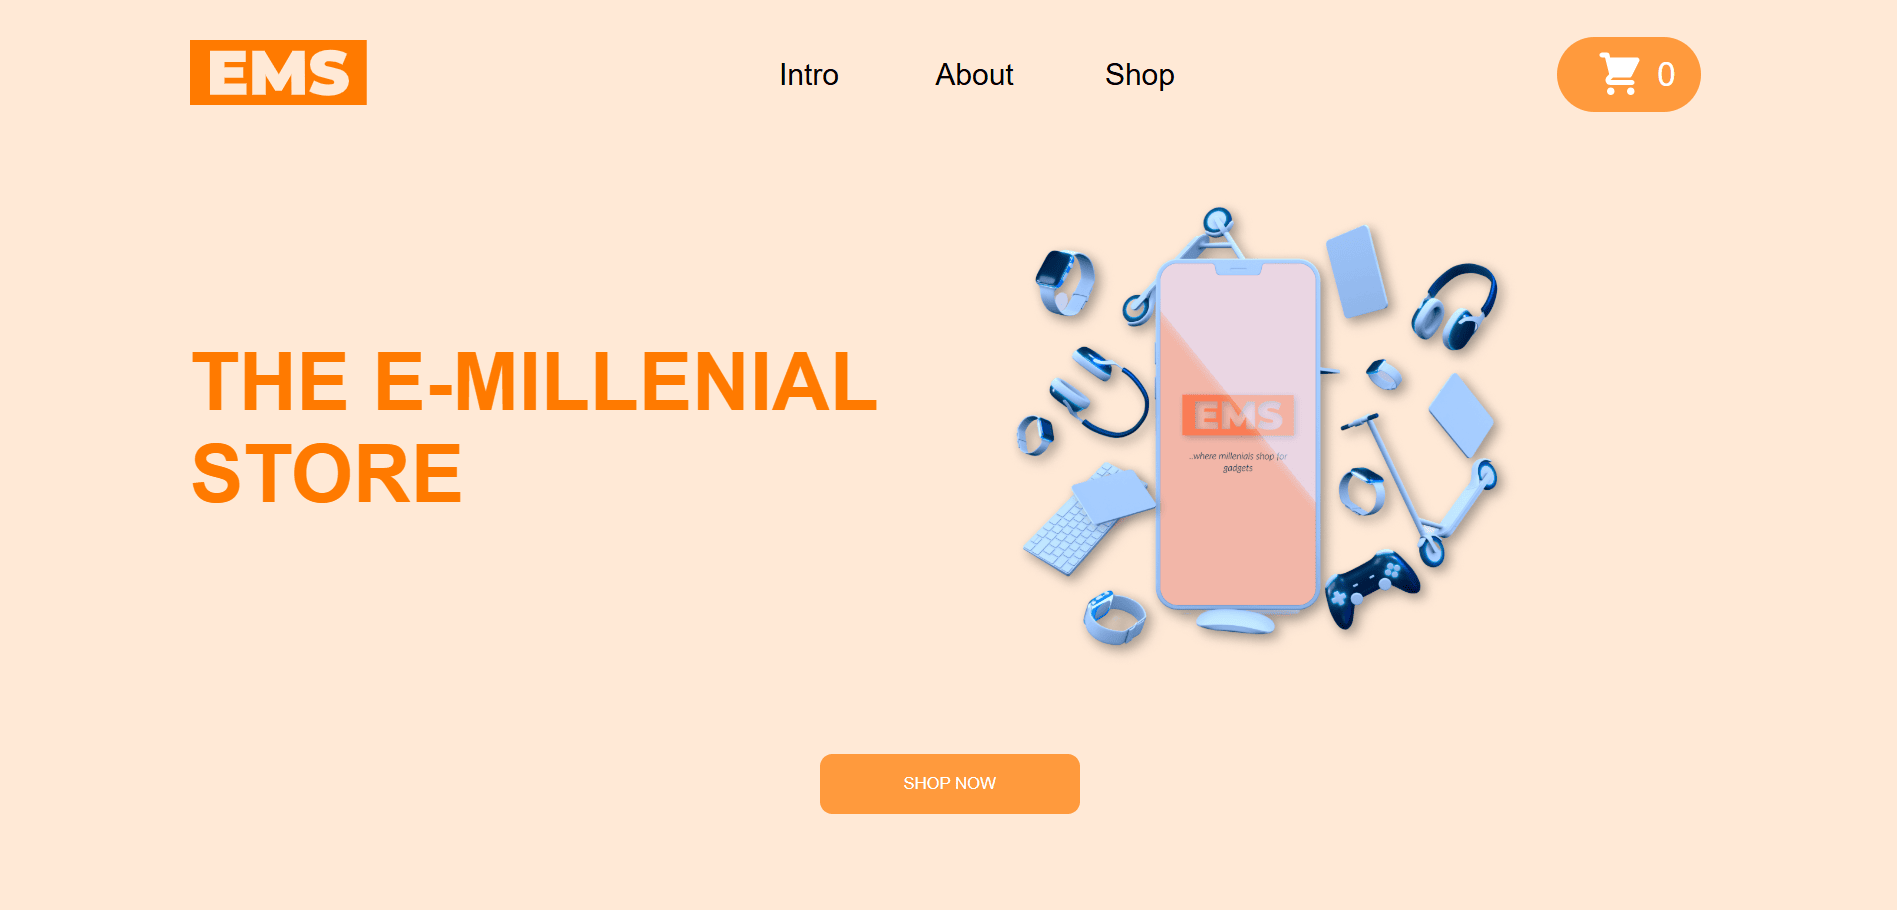 EMS
Intro
About
Shop
0
THE E-MILLENIAL
STORE
EMS
..where millenials shop for
gadgets
SHOP NOW